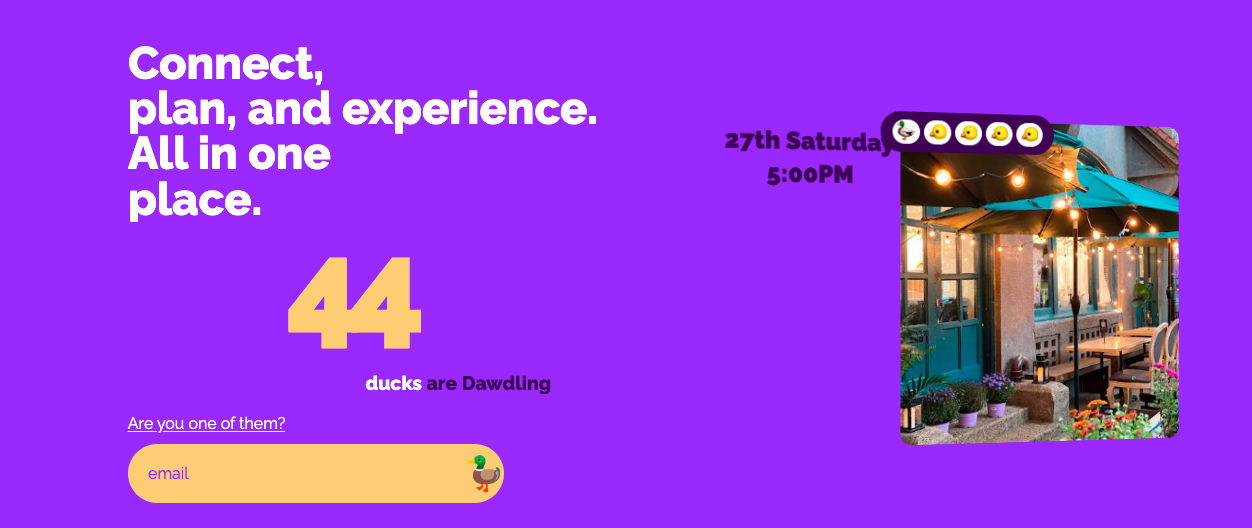 Connect,
plan, and experience.
All in one
place.
44
ducks are Dawdling
Are you one of them?
email
27th Saturday
5:00PM